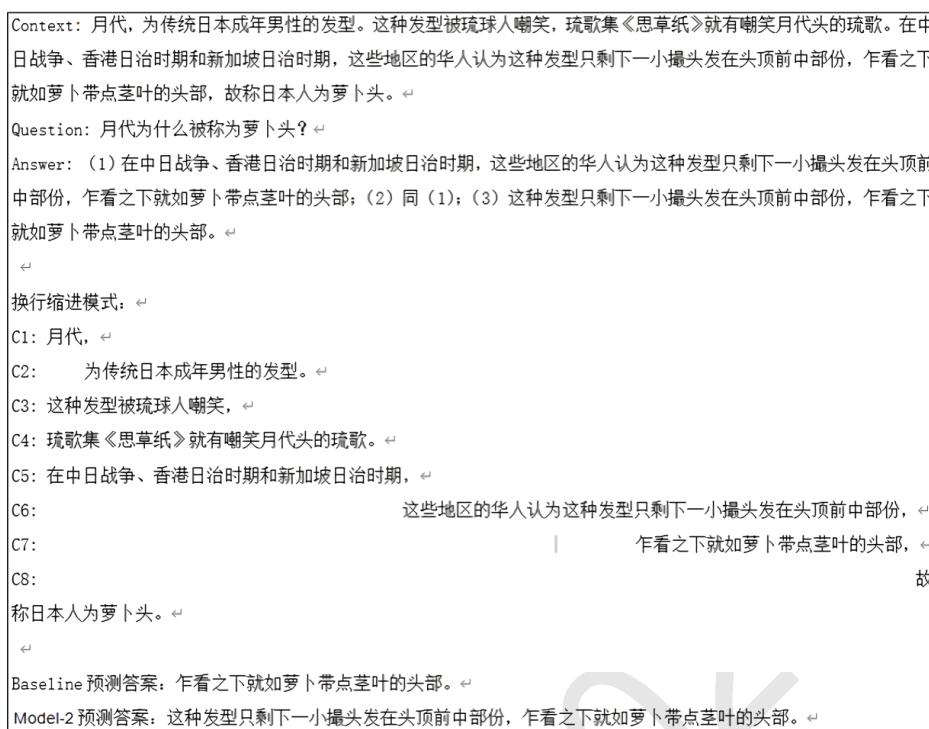 Context: 月代，为传统日本成年男性的发型。这种发型被琉球人嘲笑，琉歌集《思草纸》就有嘲笑月代头的琉歌。在中
日战争、香港日治时期和新加坡日治时期，这些地区的华人认为这种发型只剩下一小撮头发在头顶前中部份，乍看之下
就如萝卜带点茎叶的头部，故称日本人为萝卜头。↵
Question: 月代为什么被称为萝卜头？↵
Answer: （1）在中日战争、香港日治时期和新加坡日治时期，这些地区的华人认为这种发型只剩下一小撮头发在头顶前
中部份，乍看之下就如萝卜带点茎叶的头部；（2）同（1）；（3）这种发型只剩下一小撮头发在头顶前中部份，乍看之下
就如萝卜带点茎叶的头部。↵
↵
换行缩进模式：↵
C1: 月代，↵
C2: 为传统日本成年男性的发型。↵
C3: 这种发型被琉球人嘲笑，↵
C4: 琉歌集《思草纸》就有嘲笑月代头的琉歌。↵
C5: 在中日战争、香港日治时期和新加坡日治时期，↵
C6: 这些地区的华人认为这种发型只剩下一小撮头发在头顶前中部份，↵
C7: 乍看之下就如萝卜带点茎叶的头部，↵
C8: 故
称日本人为萝卜头。↵
↵
Baseline 预测答案：乍看之下就如萝卜带点茎叶的头部。↵
Model-2 预测答案：这种发型只剩下一小撮头发在头顶前中部份，乍看之下就如萝卜带点茎叶的头部。↵